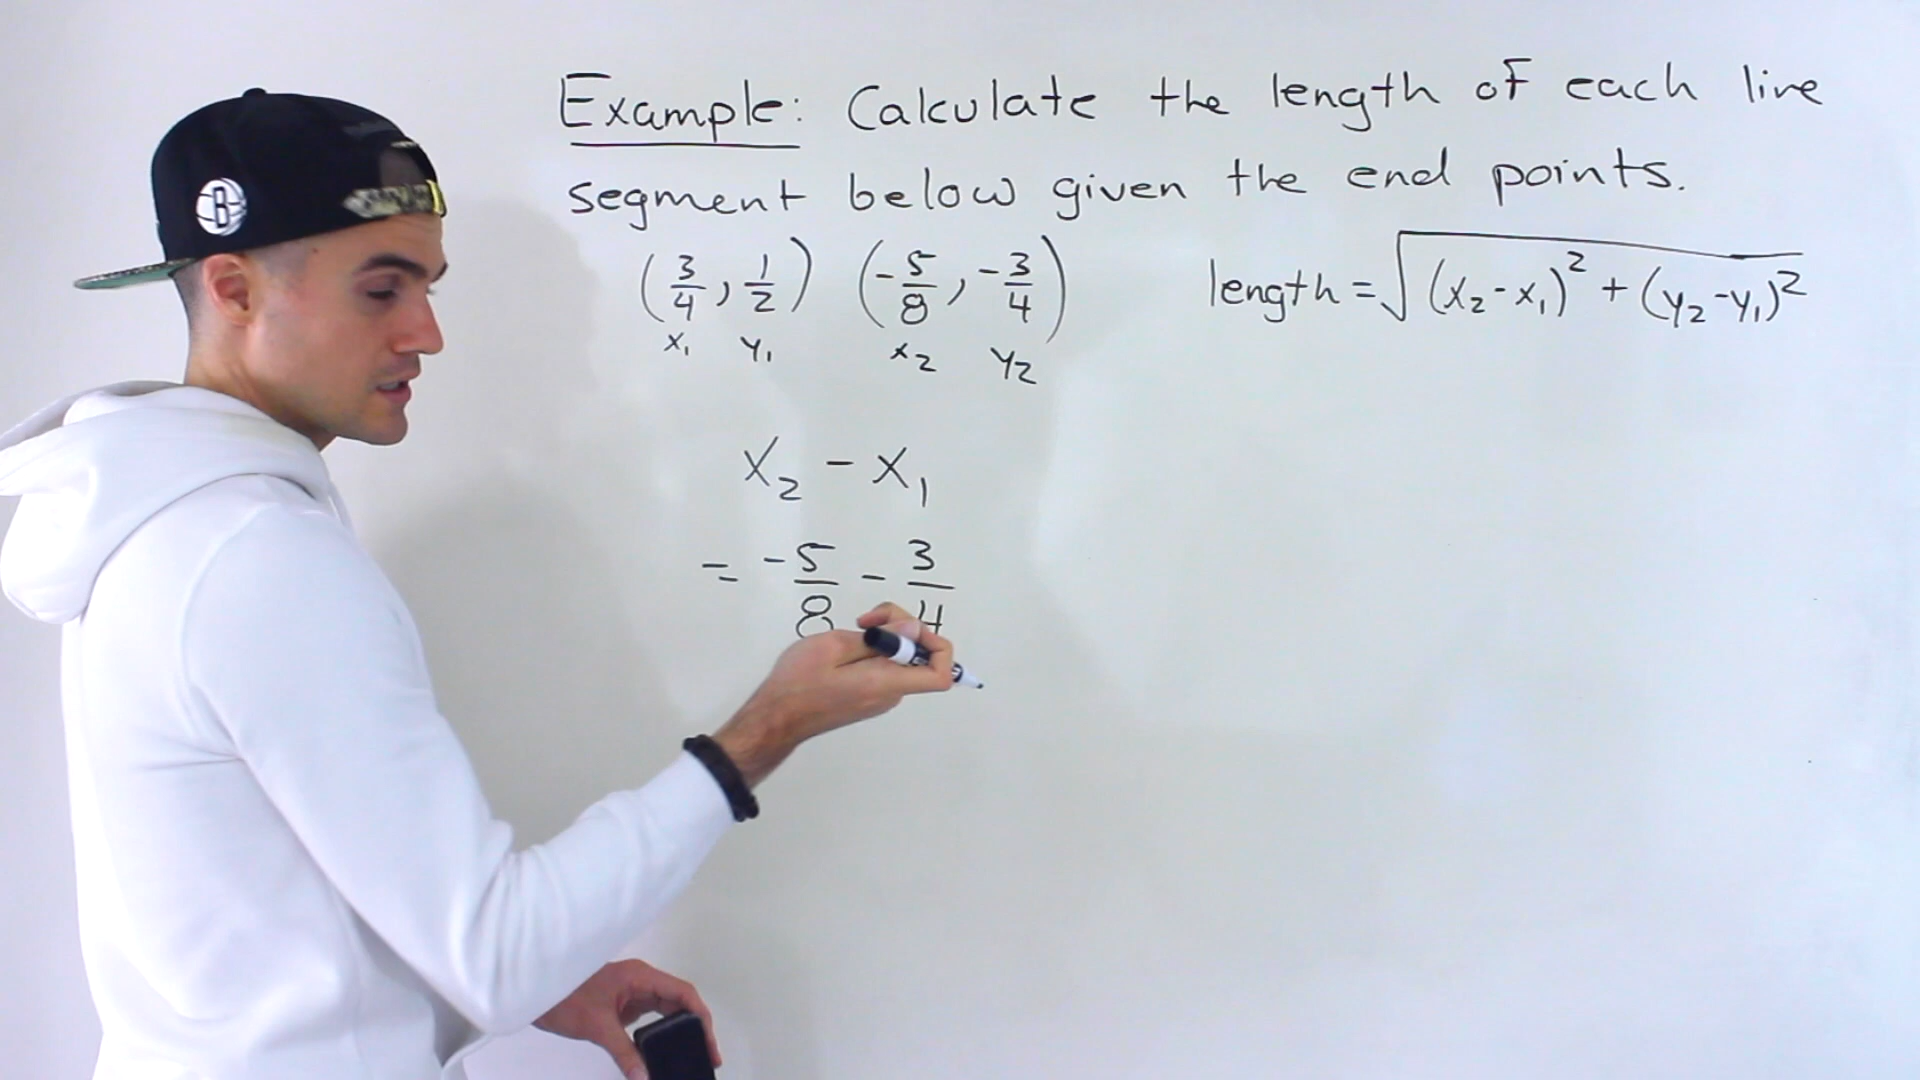 Example: Calculate the length of each line
segment below given the end points.
(3/4, 1/2) (-5/8, -3/4) length = √((x₂-x₁)² + (y₂-y₁)²)
x₁ y₁ x₂ y₂
x₂ - x₁
= -5/8 - 3/4
B